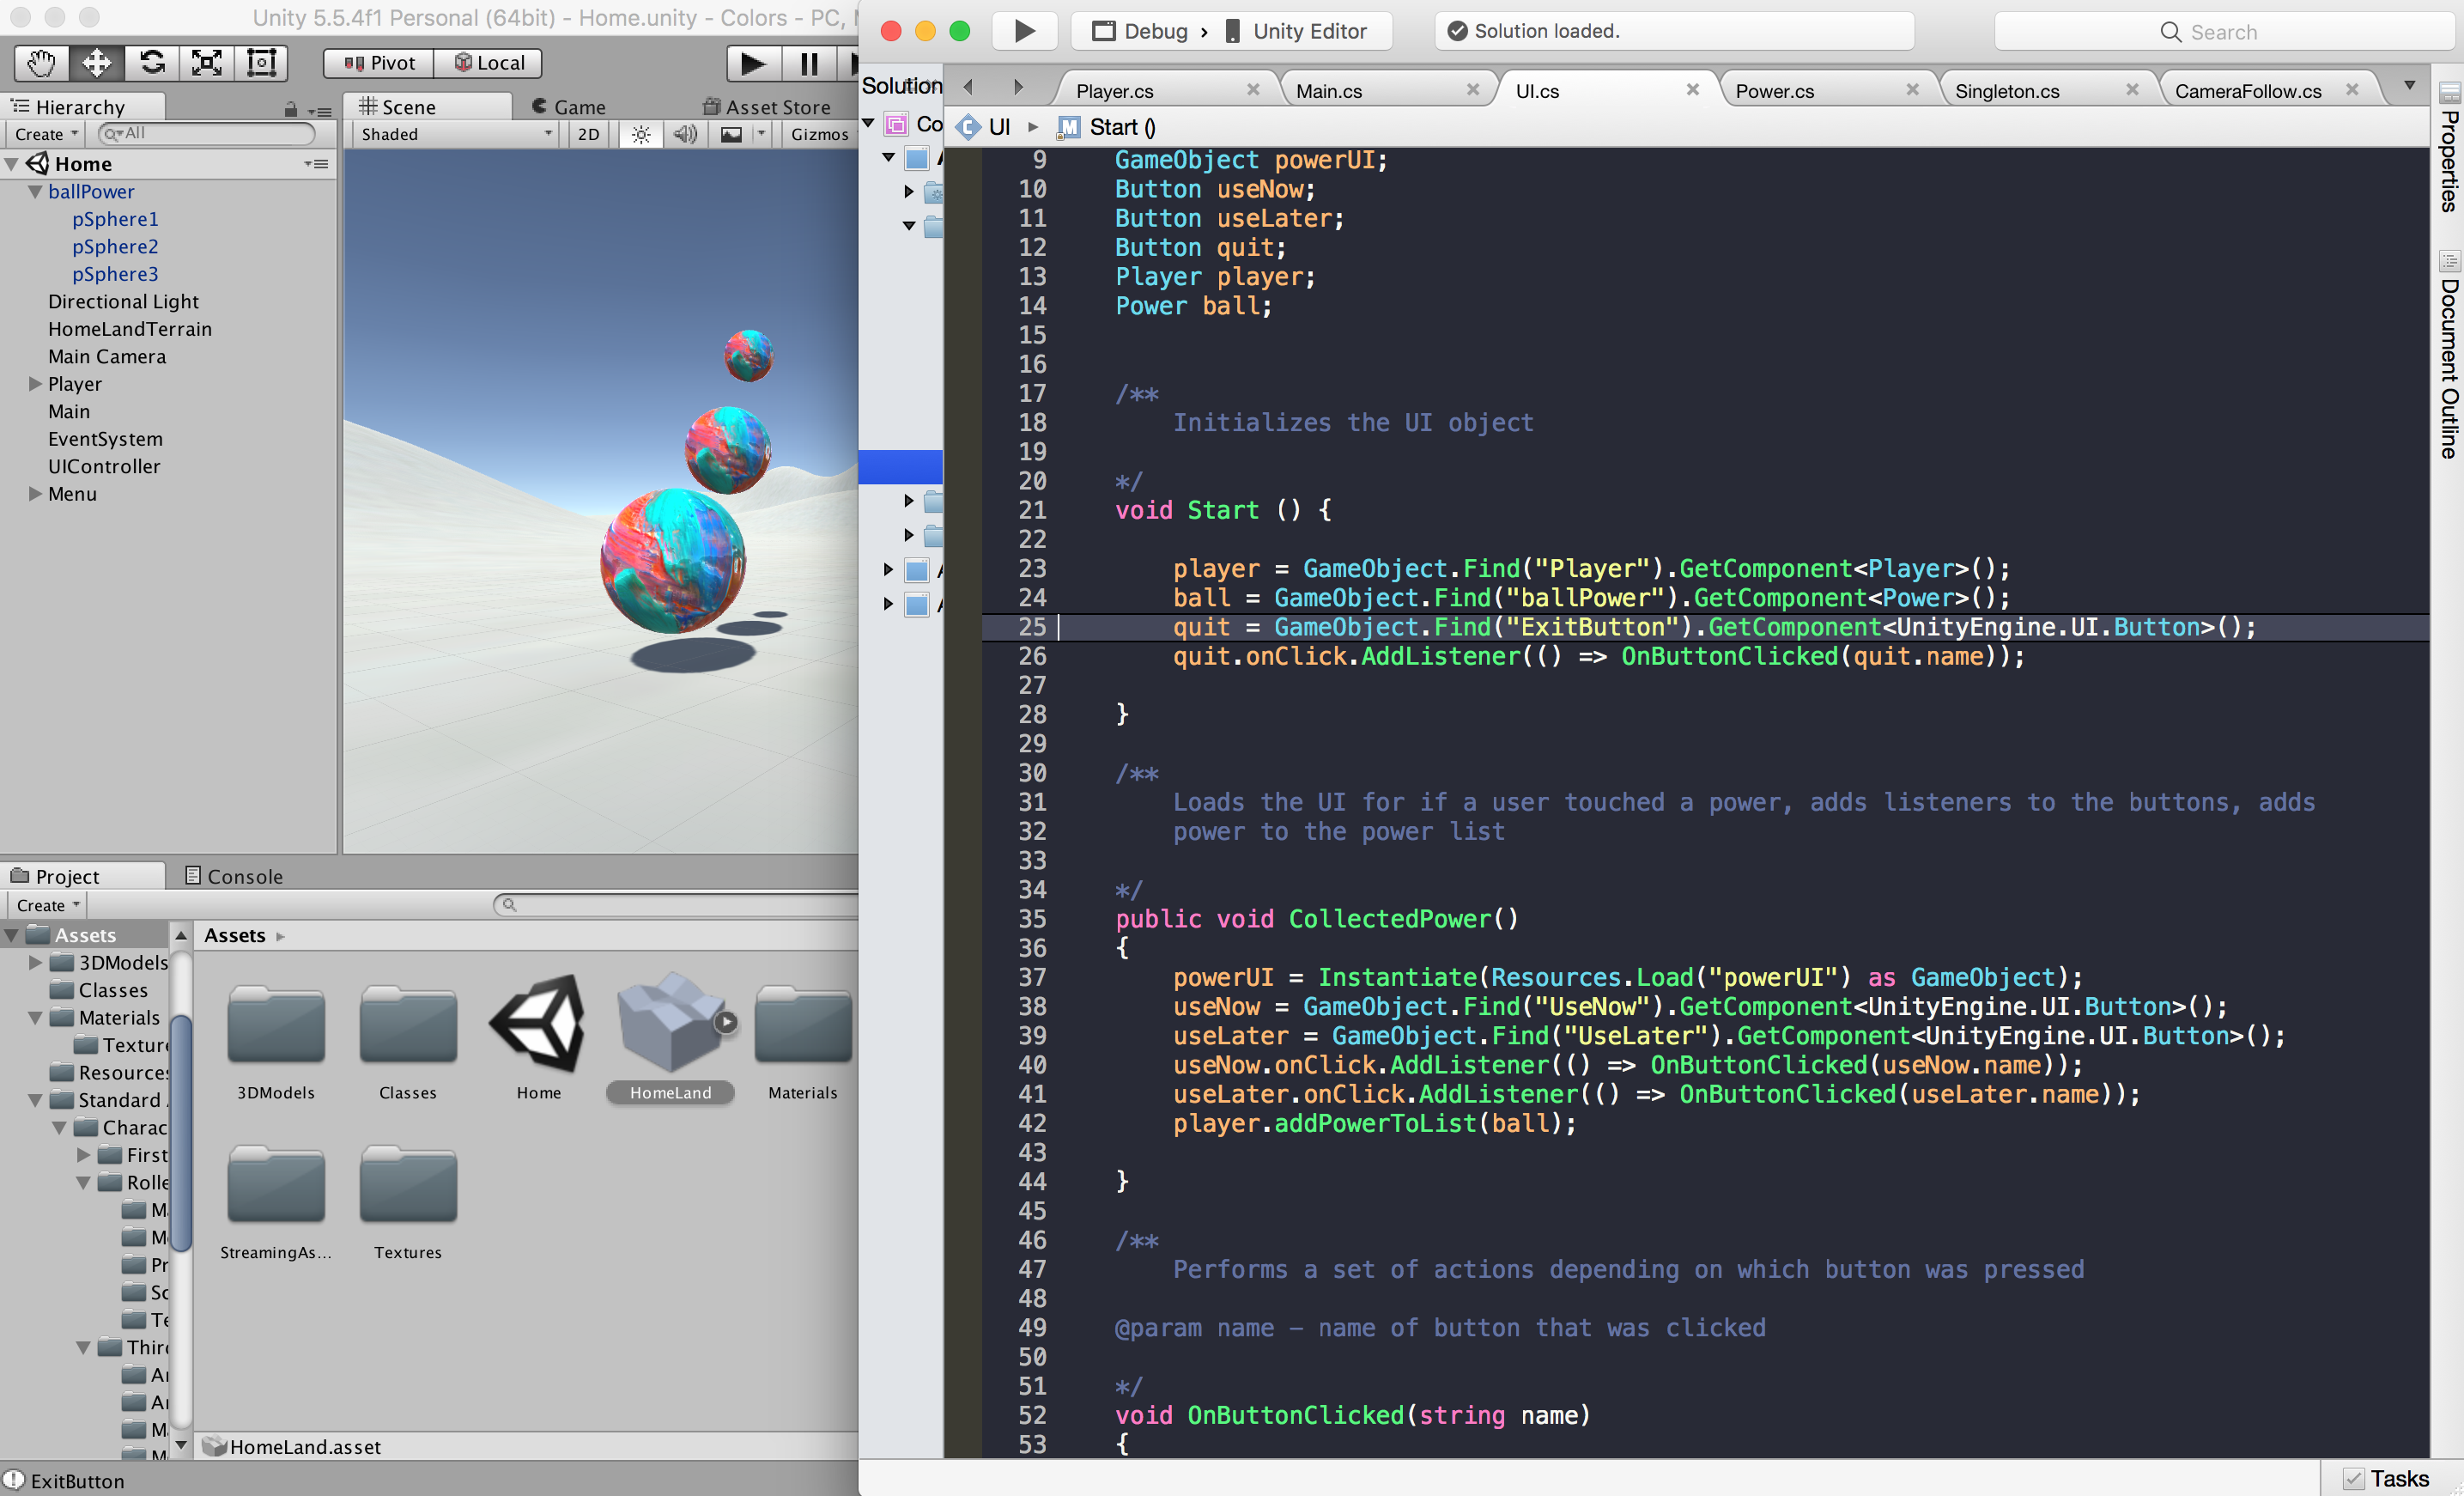 Unity 5.5.4f1 Personal (64bit) - Home.unity - Colors - PC,
Pivot Local
Hierarchy
Create All
Home
ballPower
pSphere1
pSphere2
pSphere3
Directional Light
HomeLandTerrain
Main Camera
Player
Main
EventSystem
UIController
Menu
Scene Game Asset Store
Shaded 2D Gizmos
Project Console
Create
Assets
3DModels
Classes
Materials
Resources
Standard
Assets
3DModels Classes Home HomeLand Materials
StreamingAs... Textures
HomeLand.asset
ExitButton
Debug › Unity Editor
Solution loaded.
Search
Solution
Player.cs Main.cs UI.cs Power.cs Singleton.cs CameraFollow.cs
UI Start ()
9 GameObject powerUI;
10 Button useNow;
11 Button useLater;
12 Button quit;
13 Player player;
14 Power ball;
15
16
17 /**
18 Initializes the UI object
19
20 */
21 void Start () {
22
23 player = GameObject.Find("Player").GetComponent<Player>();
24 ball = GameObject.Find("ballPower").GetComponent<Power>();
25 quit = GameObject.Find("ExitButton").GetComponent<UnityEngine.UI.Button>();
26 quit.onClick.AddListener(() => OnButtonClicked(quit.name));
27
28 }
29
30 /**
31 Loads the UI for if a user touched a power, adds listeners to the buttons, adds
32 power to the power list
33
34 */
35 public void CollectedPower()
36 {
37 powerUI = Instantiate(Resources.Load("powerUI") as GameObject);
38 useNow = GameObject.Find("UseNow").GetComponent<UnityEngine.UI.Button>();
39 useLater = GameObject.Find("UseLater").GetComponent<UnityEngine.UI.Button>();
40 useNow.onClick.AddListener(() => OnButtonClicked(useNow.name));
41 useLater.onClick.AddListener(() => OnButtonClicked(useLater.name));
42 player.addPowerToList(ball);
43
44 }
45
46 /**
47 Performs a set of actions depending on which button was pressed
48
49 @param name – name of button that was clicked
50
51 */
52 void OnButtonClicked(string name)
53 {
Properties
Document Outline
Tasks